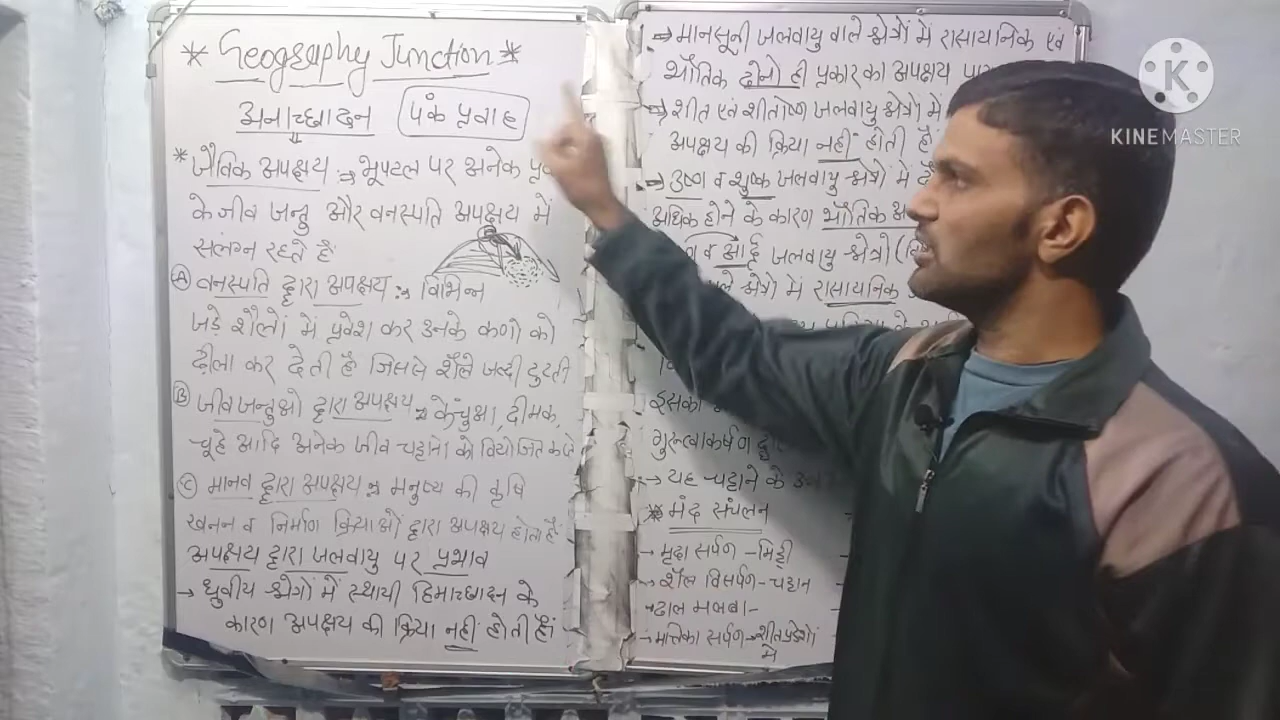 * Geography Junction *
अनाच्छादन पंक प्रवाह
* जैविक अपक्षय ⇒ भूपटल पर अनेक
के जीव जन्तु और वनस्पति अपक्षय में
संलग्न रहते हैं
Ⓐ वनस्पति द्वारा अपक्षय :→ विभिन्न
जड़े शैलों में प्रवेश कर उनके कणो को
ढीला कर देती है जिससे शैले जल्दी टुटती
Ⓑ जीवजन्तुओ द्वारा अपक्षय → केंचुआ, दीमक,
चूहे आदि अनेक जीव चट्टानो को वियोजित करते
Ⓒ मानव द्वारा अपक्षय → मनुष्य की कृषि
खनन व निर्माण क्रियाओं द्वारा अपक्षय होता है
अपक्षय द्वारा जलवायु पर प्रभाव
→ ध्रुवीय क्षेत्रों में स्थायी हिमाच्छादन के
कारण अपक्षय की क्रिया नहीं होती है।
→ मानसूनी जलवायु वाले क्षेत्रों में रासायनिक एवं
भौतिक दोनो ही प्रकार का अपक्षय
→ शीत एवं शीतोष्ण जलवायु क्षेत्रों में
अपक्षय की क्रिया नहीं होती है
→ उष्ण व शुष्क जलवायु क्षेत्रों में
अधिक होने के कारण भौतिक
व आर्द्र जलवायु क्षेत्रो
क्षेत्रों में रासायनिक
इसको
गुरुत्वाकर्षण
→ यह चट्टाने के
* मंद संचलन
→ मृदा सर्पण - मिट्टी
→ शैल विसर्पण - चट्टान
→ ढाल मलबा -
→ मृत्तिका सर्पण → शीतप्रदेशों
में
KINEMASTER